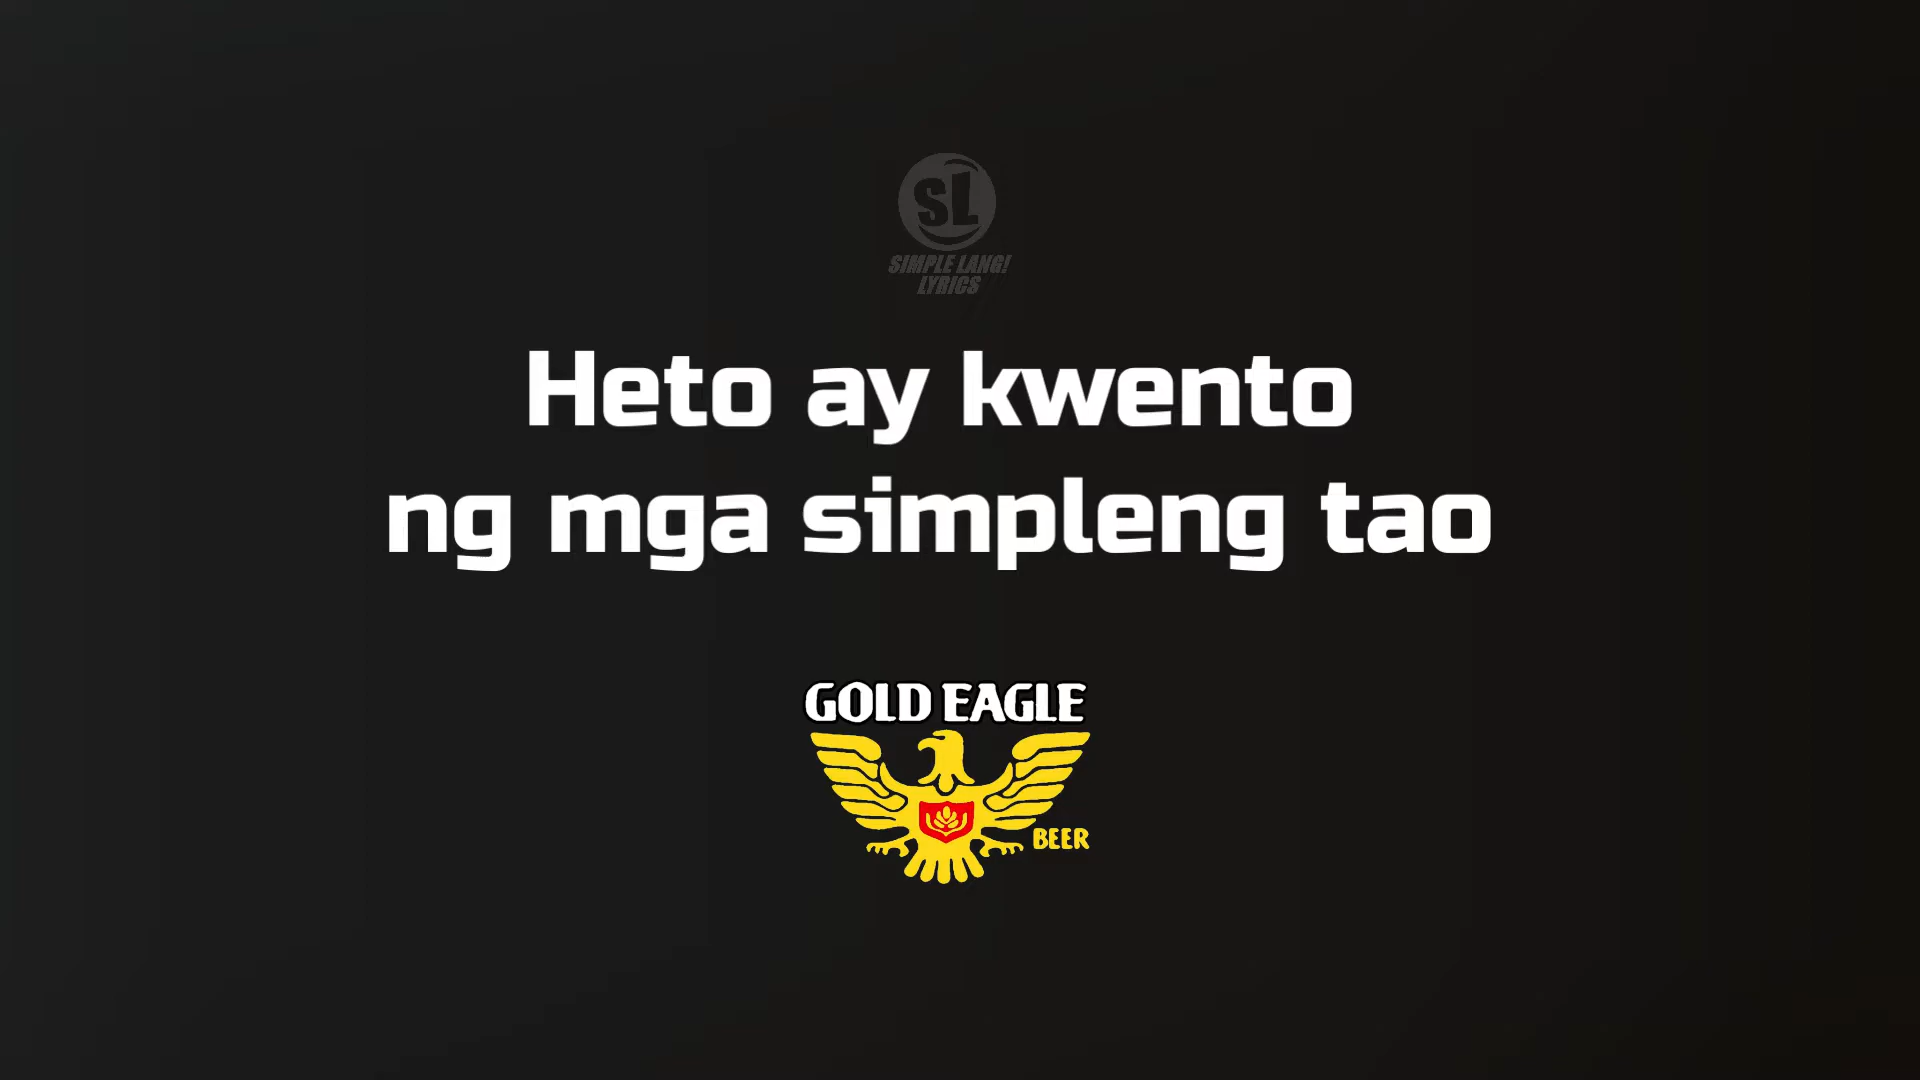 SL
SIMPLE LANG!
LYRICS
Heto ay kwento
ng mga simpleng tao
GOLD EAGLE
BEER